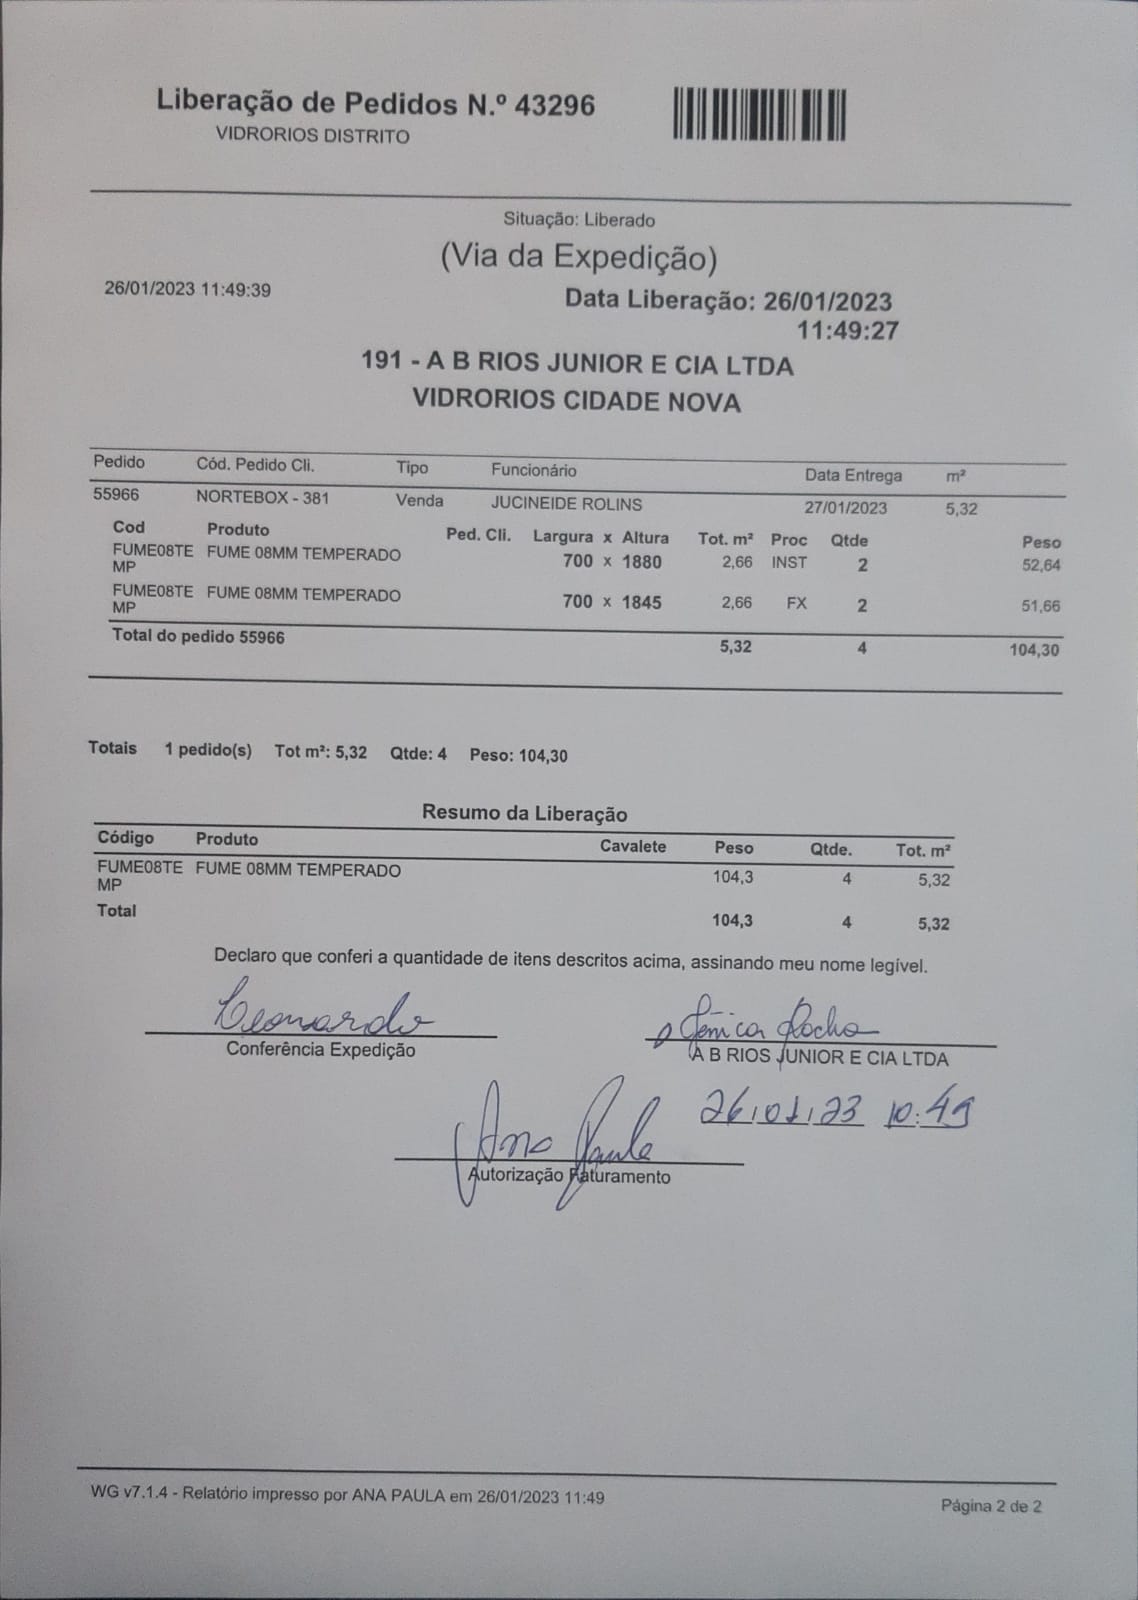 Liberação de Pedidos N.º 43296
VIDRORIOS DISTRITO
Situação: Liberado
(Via da Expedição)
26/01/2023 11:49:39
Data Liberação: 26/01/2023
11:49:27
191 - A B RIOS JUNIOR E CIA LTDA
VIDRORIOS CIDADE NOVA
Pedido Cód. Pedido Cli. Tipo Funcionário Data Entrega m²
55966 NORTEBOX - 381 Venda JUCINEIDE ROLINS 27/01/2023 5,32
Cod Produto Ped. Cli. Largura x Altura Tot. m² Proc Qtde Peso
FUME08TE FUME 08MM TEMPERADO 700 x 1880 2,66 INST 2 52,64
MP
FUME08TE FUME 08MM TEMPERADO 700 x 1845 2,66 FX 2 51,66
MP
Total do pedido 55966 5,32 4 104,30
Totais 1 pedido(s) Tot m²: 5,32 Qtde: 4 Peso: 104,30
Resumo da Liberação
Código Produto Cavalete Peso Qtde. Tot. m²
FUME08TE FUME 08MM TEMPERADO 104,3 4 5,32
MP
Total 104,3 4 5,32
Declaro que conferi a quantidade de itens descritos acima, assinando meu nome legível.
Leonardo Rocha
Conferência Expedição A B RIOS JUNIOR E CIA LTDA
26/01/23 10:49
Ana Paula
Autorização Faturamento
WG v7.1.4 - Relatório impresso por ANA PAULA em 26/01/2023 11:49
Página 2 de 2